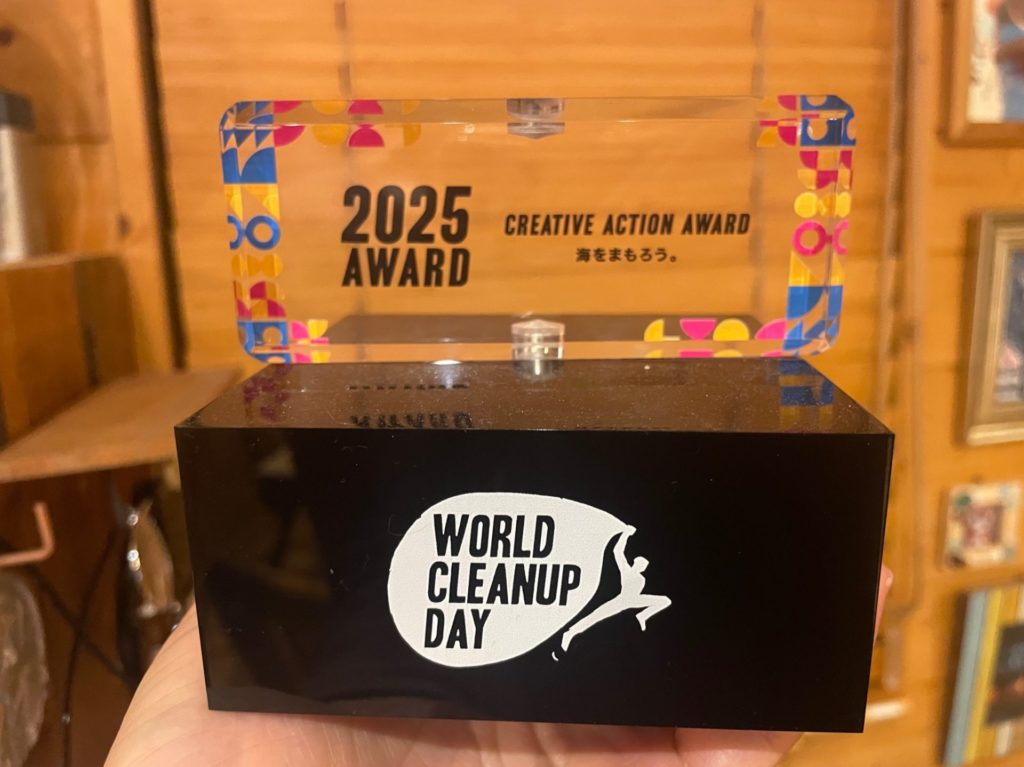 2025
AWARD
CREATIVE ACTION AWARD
海をまもろう。
WORLD
CLEANUP
DAY